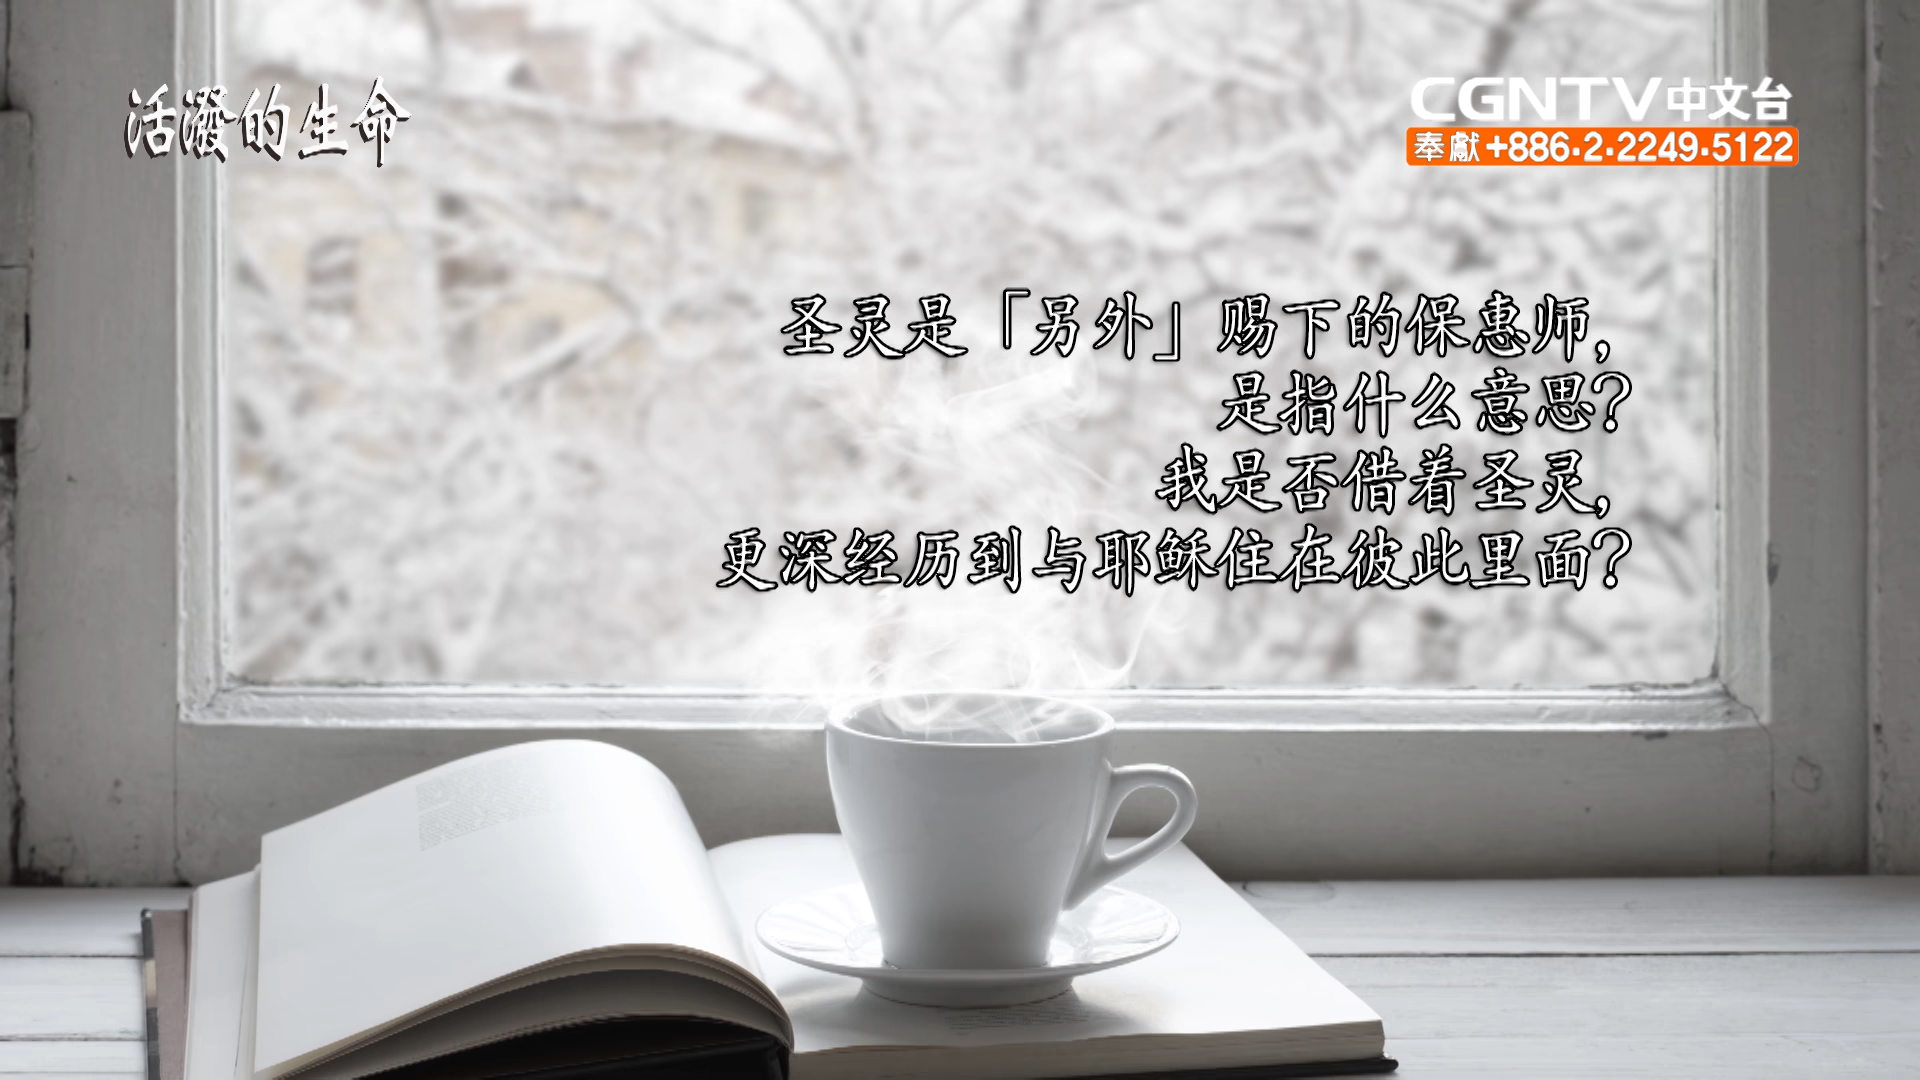 活潑的生命
CGNTV中文台
奉獻+886·2·2249·5122
圣灵是「另外」赐下的保惠师，
是指什么意思？
我是否借着圣灵，
更深经历到与耶稣住在彼此里面？